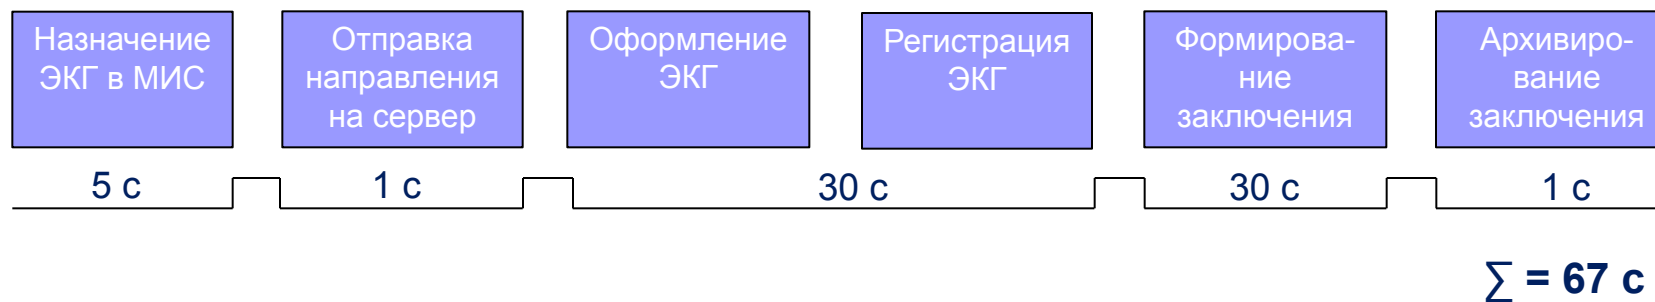 Назначение
ЭКГ в МИС
Отправка
направления
на сервер
Оформление
ЭКГ
Регистрация
ЭКГ
Формирова-
ние
заключения
Архивиро-
вание
заключения
5 с
1 с
30 с
30 с
1 с
∑ = 67 с